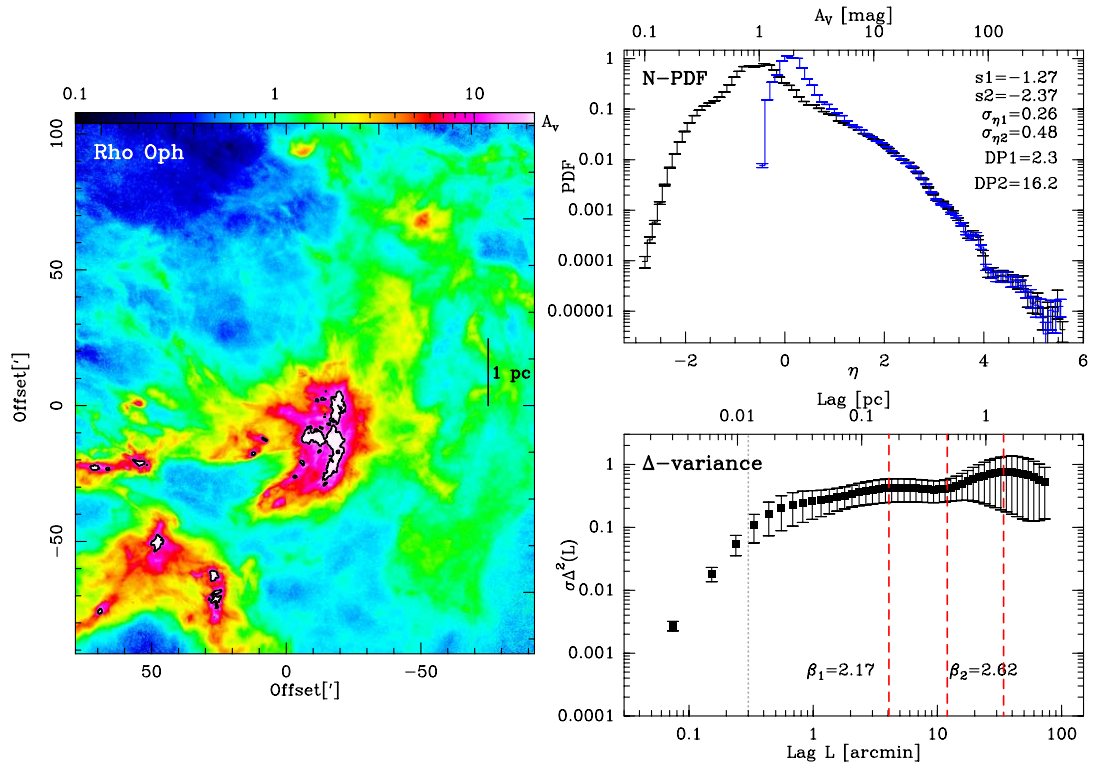 0.1 1 10
A_V
Rho Oph
100
50
0
−50
Offset[′]
1 pc
50 0 −50
Offset[′]
A_V [mag]
0.1 1 10 100
N−PDF
s1=−1.27
s2=−2.37
σ_η1=0.26
σ_η2=0.48
DP1=2.3
DP2=16.2
PDF
1
0.1
0.01
0.001
0.0001
0.00001
−2 0 2 4 6
η
Lag [pc]
0.01 0.1 1
Δ−variance
σ_Δ²(L)
1
0.1
0.01
0.001
0.0001
β₁=2.17
β₂=2.62
0.1 1 10 100
Lag L [arcmin]